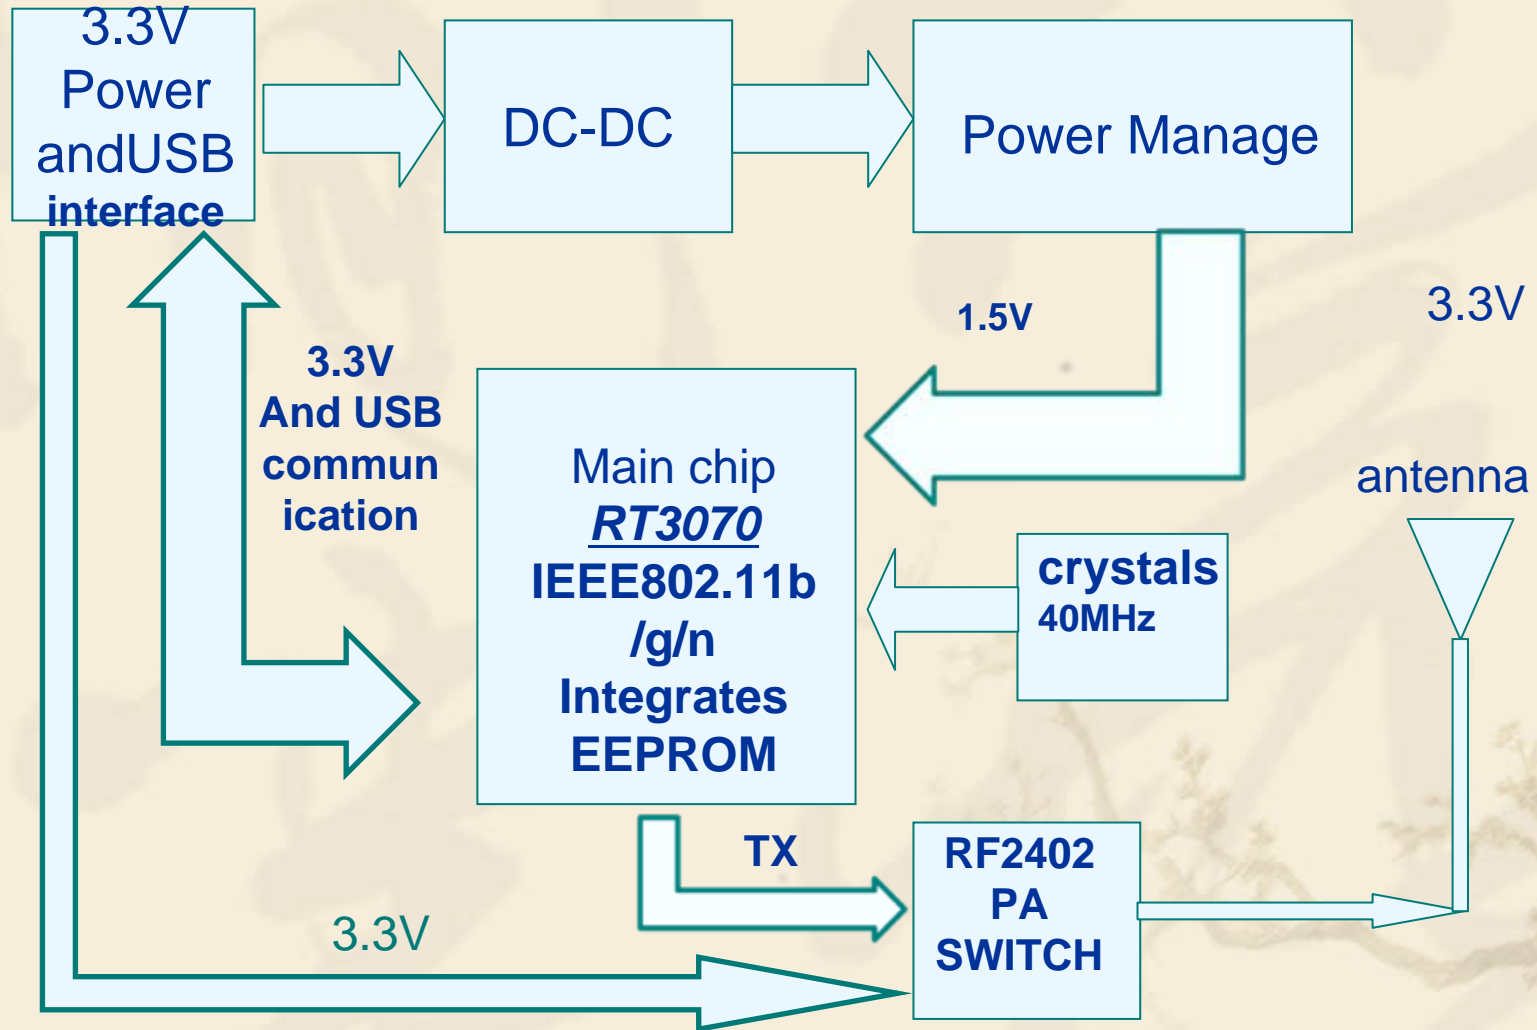 3.3V
Power
andUSB
interface
DC-DC
Power Manage
1.5V
3.3V
3.3V
And USB
commun
ication
Main chip
RT3070
IEEE802.11b
/g/n
Integrates
EEPROM
antenna
crystals
40MHz
TX
RF2402
PA
SWITCH
3.3V